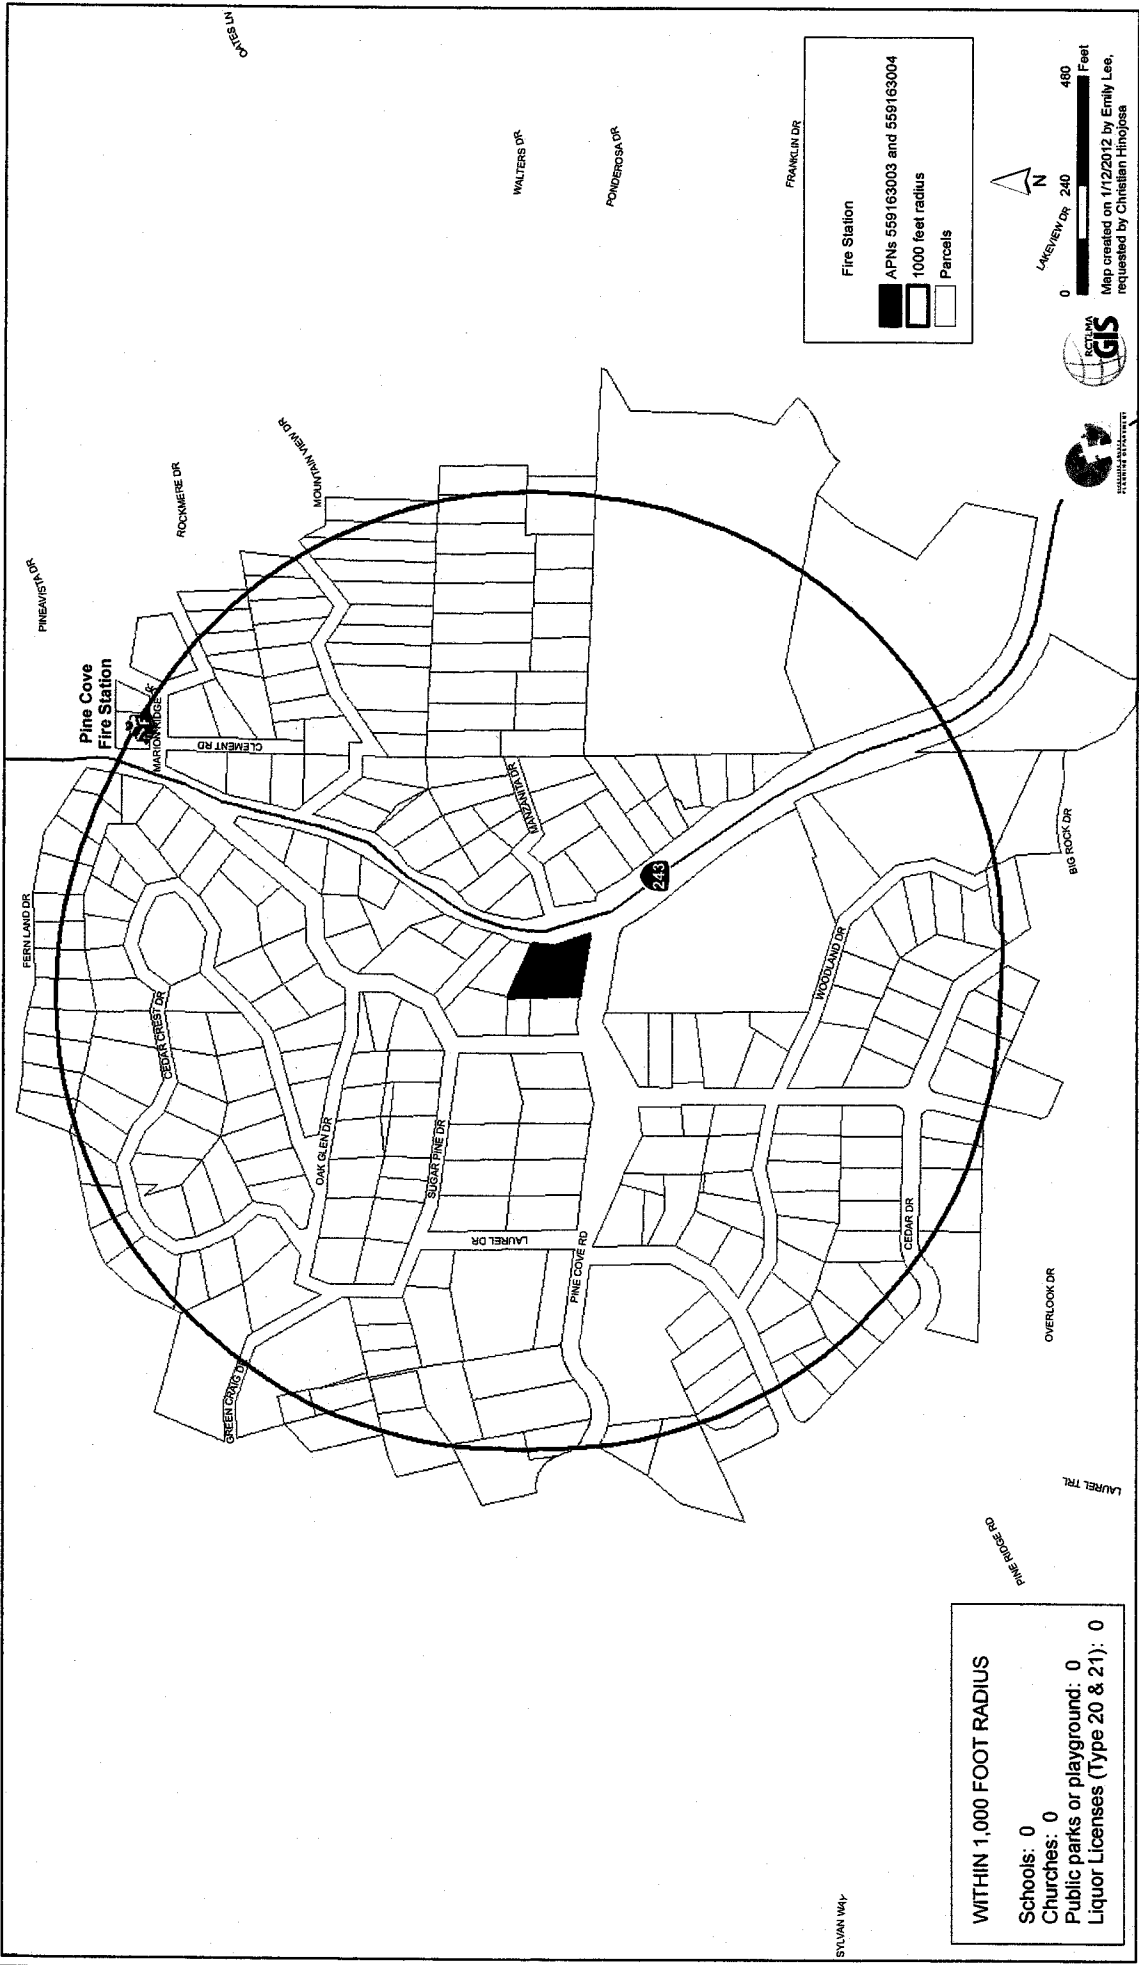 OATES LN
PINEAVISTA DR
ROCKMERE DR
MOUNTAIN VIEW DR
WALTERS DR
PONDEROSA DR
FRANKLIN DR
LAKEVIEW DR
Pine Cove
Fire Station
MARION RIDGE DR
CLEMENT RD
MANZANITA DR
243
FERN LAND DR
CEDAR CREST DR
OAK GLEN DR
SUGAR PINE DR
LAUREL DR
PINE COVE RD
GREEN CRAIG DR
WOODLAND DR
BIG ROCK DR
CEDAR DR
OVERLOOK DR
LAUREL TRL
PINE RIDGE RD
SYLVAN WAY
WITHIN 1,000 FOOT RADIUS
Schools: 0
Churches: 0
Public parks or playground: 0
Liquor Licenses (Type 20 & 21): 0
Fire Station
APNs 559163003 and 559163004
1000 feet radius
Parcels
N
0 240 480
Feet
Map created on 1/12/2012 by Emily Lee,
requested by Christian Hinojosa
RCTLMA
GIS
PLANNING DEPARTMENT